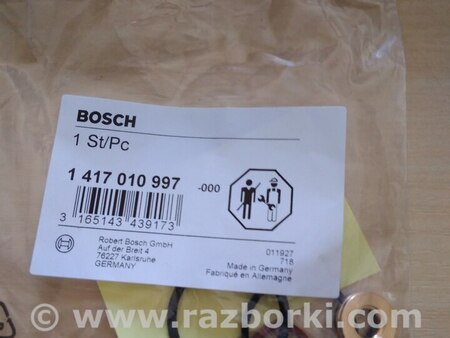 BOSCH
1 St/Pc
1 417 010 997
-000
3 165143 439173
Robert Bosch GmbH
Auf der Breit 4
76227 Karlsruhe
GERMANY
011927
718
Made in Germany
Fabriqué en Allemagne
© www.razborki.com/